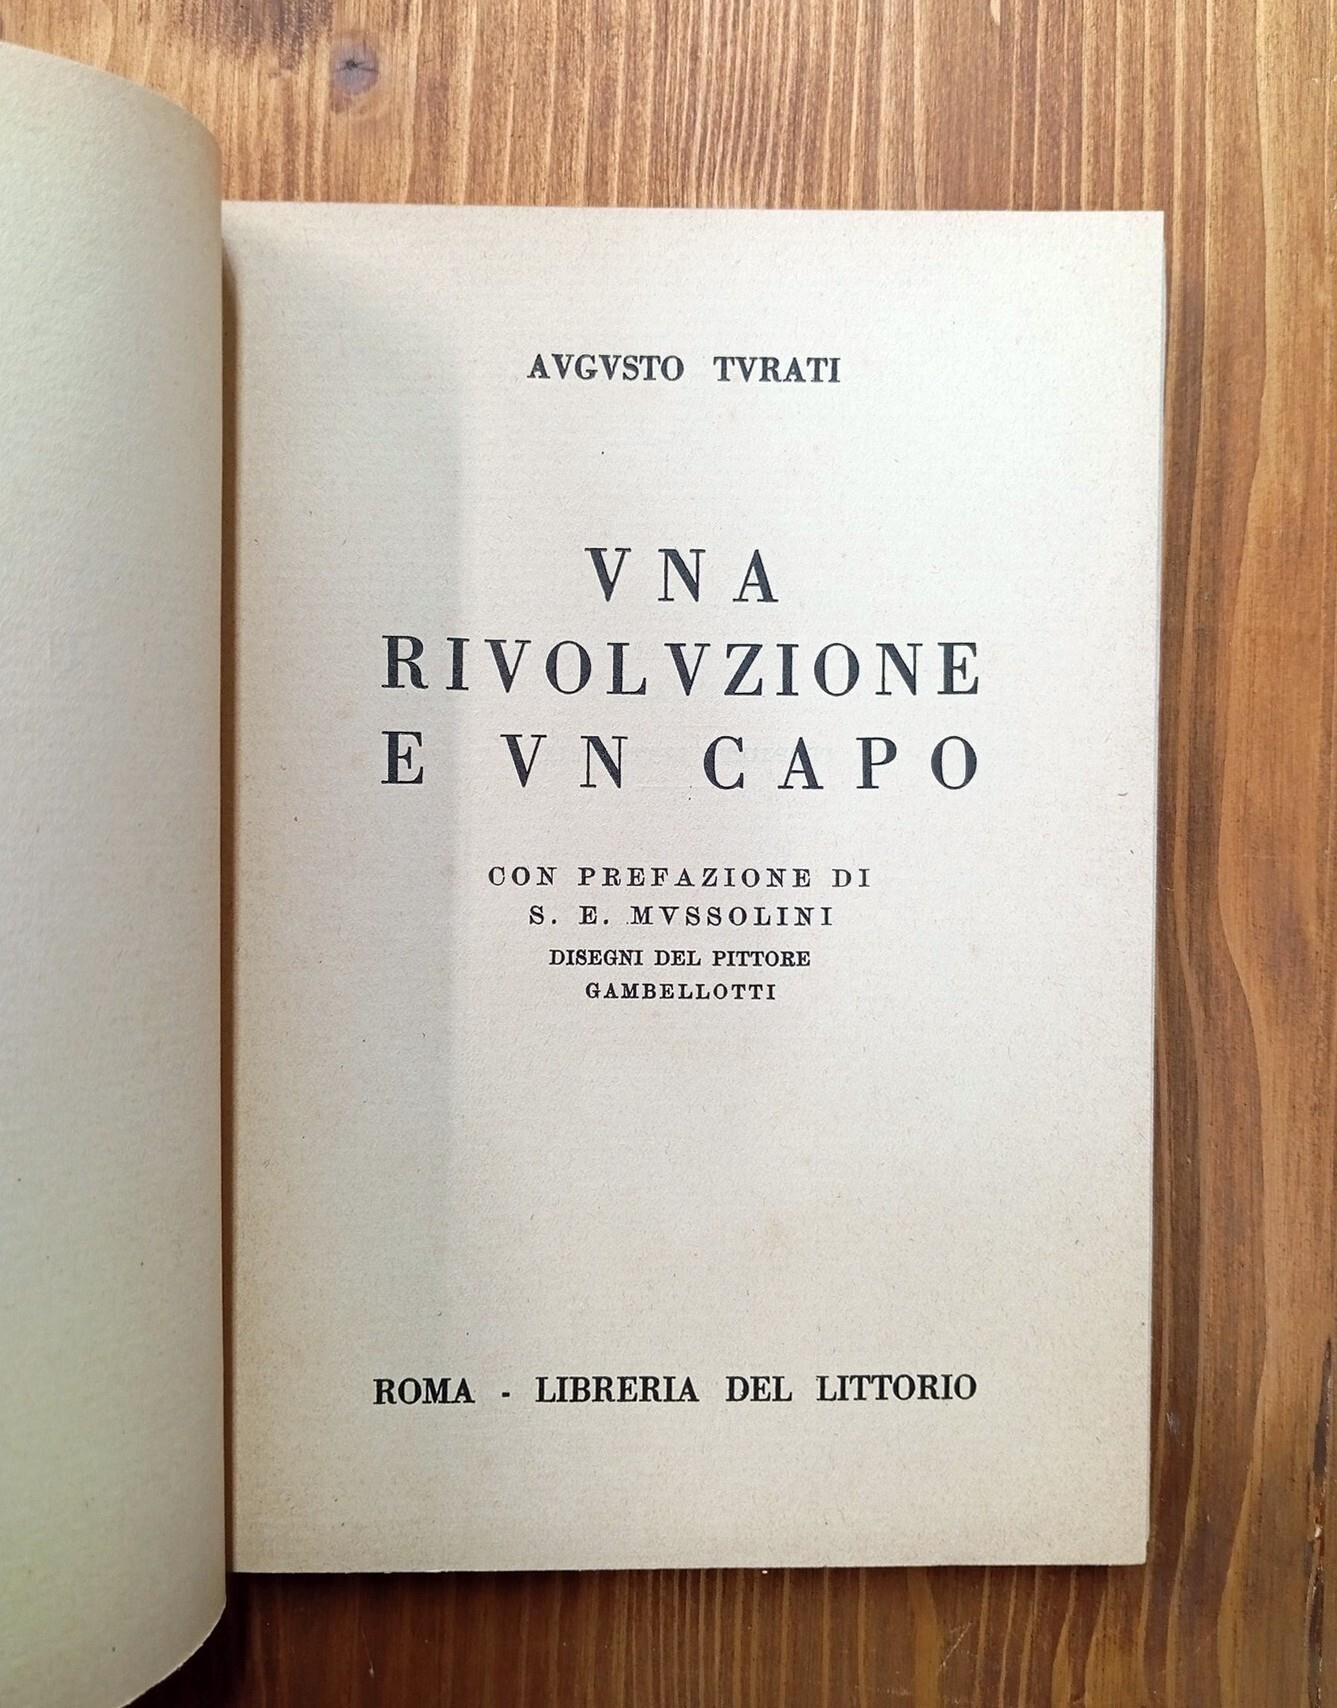 AVGVSTO TVRATI
VNA
RIVOLVZIONE
E VN CAPO
CON PREFAZIONE DI
S. E. MVSSOLINI
DISEGNI DEL PITTORE
GAMBELLOTTI
ROMA - LIBRERIA DEL LITTORIO